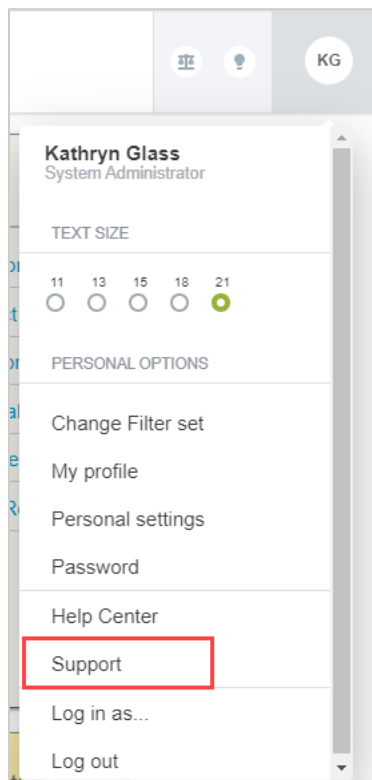 KG
Kathryn Glass
System Administrator
TEXT SIZE
11 13 15 18 21
PERSONAL OPTIONS
Change Filter set
My profile
Personal settings
Password
Help Center
Support
Log in as...
Log out